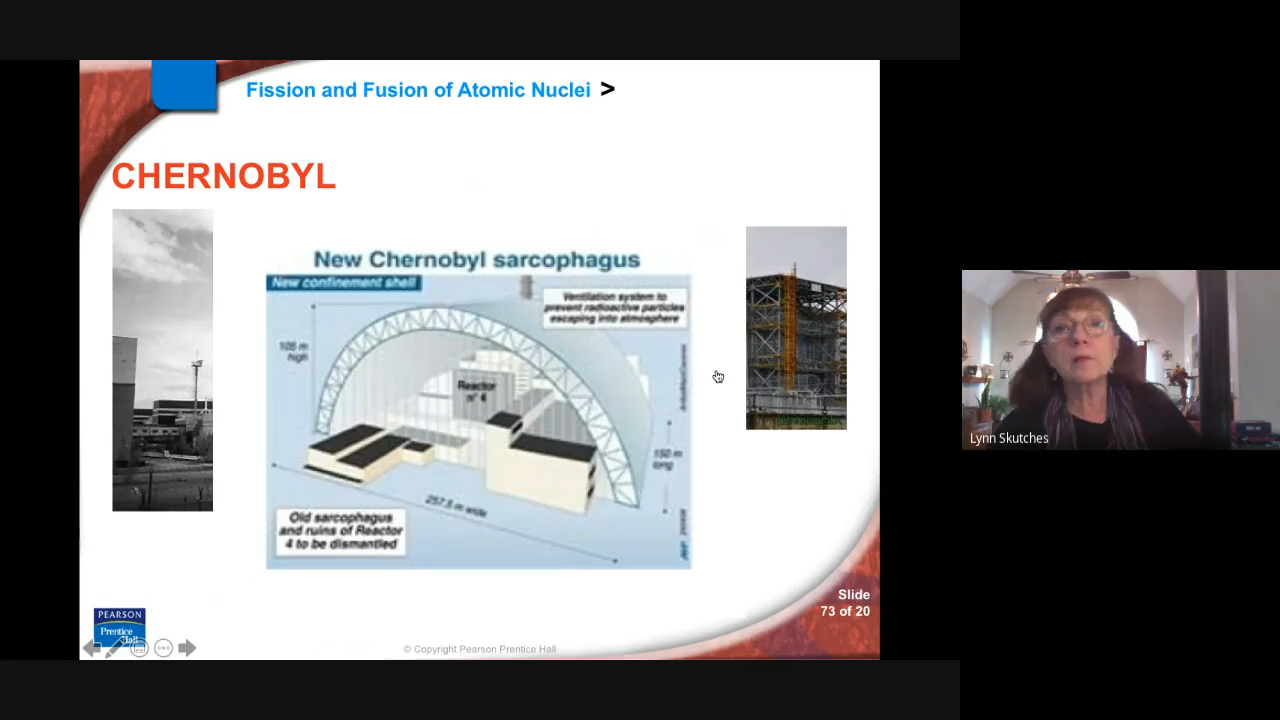 Fission and Fusion of Atomic Nuclei >
CHERNOBYL
New Chernobyl sarcophagus
New confinement shell
Ventilation system to
prevent radioactive particles
escaping into atmosphere
105 m
high
Reactor
n° 4
150 m
long
257,5 m wide
Old sarcophagus
and ruins of Reactor
4 to be dismantled
AFP
Lynn Skutches
Slide
73 of 20
PEARSON
Prentice
Hall
© Copyright Pearson Prentice Hall